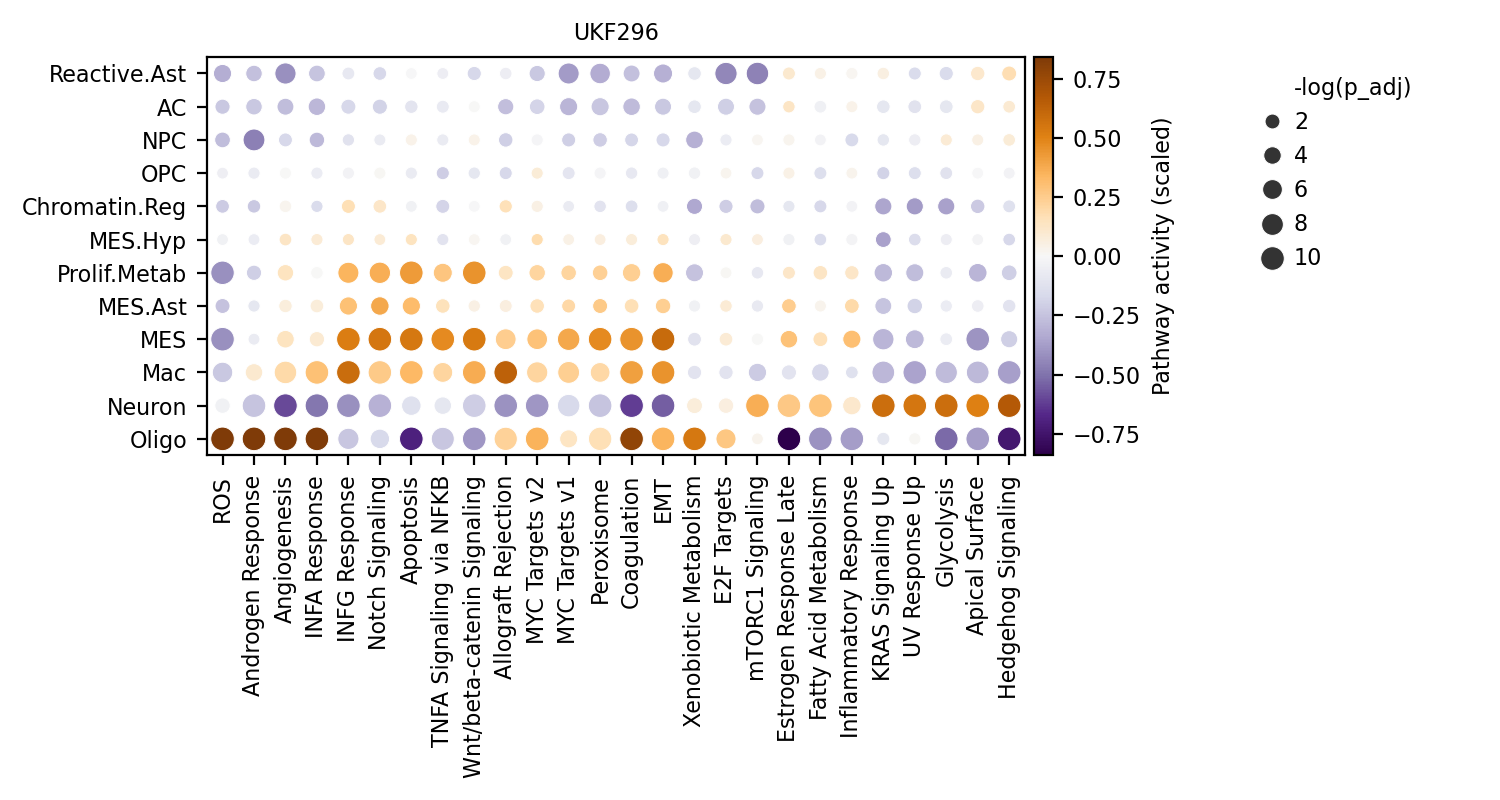 UKF296
Reactive.Ast
AC
NPC
OPC
Chromatin.Reg
MES.Hyp
Prolif.Metab
MES.Ast
MES
Mac
Neuron
Oligo
ROS
Androgen Response
Angiogenesis
INFA Response
INFG Response
Notch Signaling
Apoptosis
TNFA Signaling via NFKB
Wnt/beta-catenin Signaling
Allograft Rejection
MYC Targets v2
MYC Targets v1
Peroxisome
Coagulation
EMT
Xenobiotic Metabolism
E2F Targets
mTORC1 Signaling
Estrogen Response Late
Fatty Acid Metabolism
Inflammatory Response
KRAS Signaling Up
UV Response Up
Glycolysis
Apical Surface
Hedgehog Signaling
0.75
0.50
0.25
0.00
−0.25
−0.50
−0.75
Pathway activity (scaled)
-log(p_adj)
2
4
6
8
10